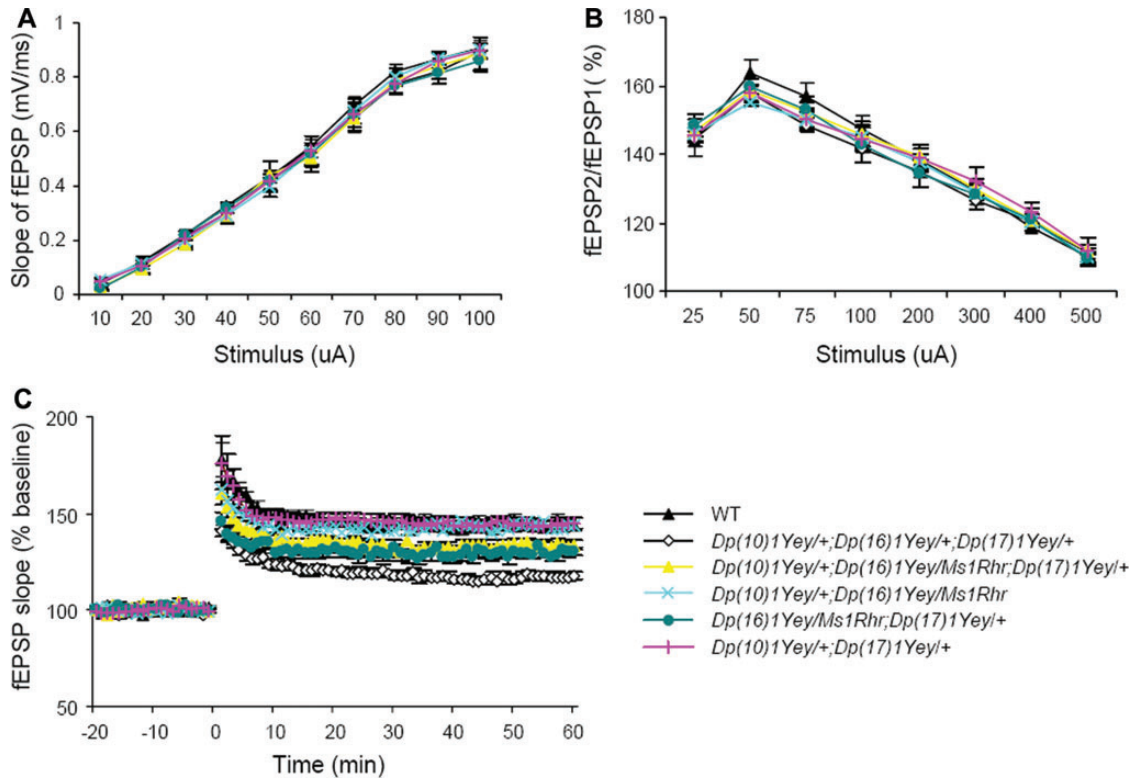 A
Slope of fEPSP (mV/ms)
1
0.8
0.6
0.4
0.2
0
10 20 30 40 50 60 70 80 90 100
Stimulus (uA)
B
fEPSP2/fEPSP1( %)
180
160
140
120
100
25 50 75 100 200 300 400 500
Stimulus (uA)
C
fEPSP slope (% baseline)
200
150
100
50
-20 -10 0 10 20 30 40 50 60
Time (min)
WT
Dp(10)1Yey/+;Dp(16)1Yey/+;Dp(17)1Yey/+
Dp(10)1Yey/+;Dp(16)1Yey/Ms1Rhr;Dp(17)1Yey/+
Dp(10)1Yey/+;Dp(16)1Yey/Ms1Rhr
Dp(16)1Yey/Ms1Rhr;Dp(17)1Yey/+
Dp(10)1Yey/+;Dp(17)1Yey/+